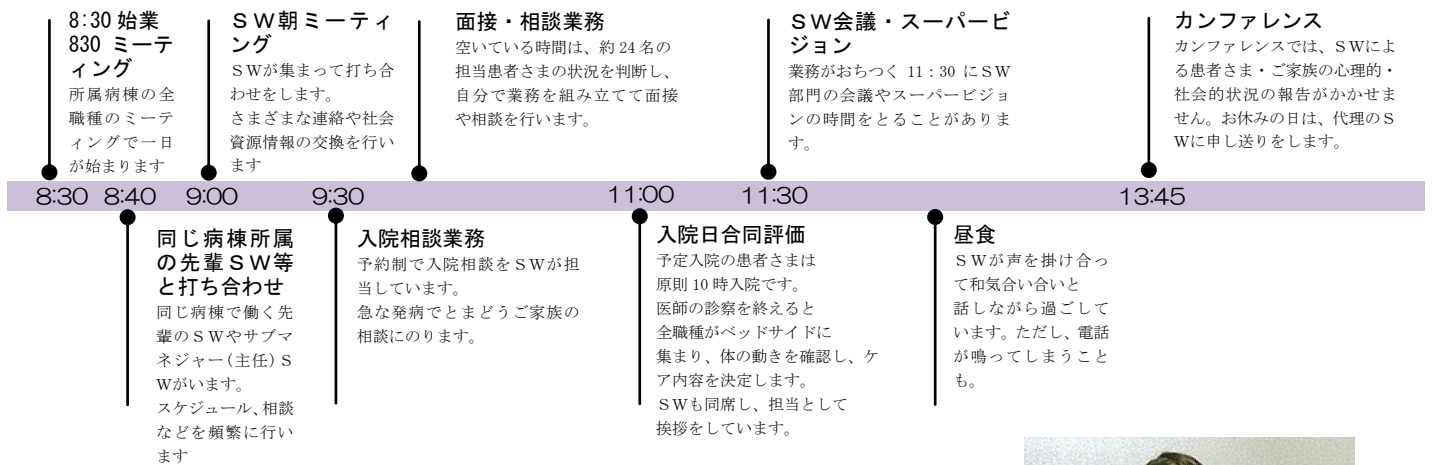 8:30 始業
830 ミーテ
ィング
所属病棟の全
職種のミーテ
ィングで一日
が始まります
ＳＷ朝ミーティ
ング
ＳＷが集まって打ち合
わせをします。
さまざまな連絡や社会
資源情報の交換を行い
ます
面接・相談業務
空いている時間は、約 24 名の
担当患者さまの状況を判断し、
自分で業務を組み立てて面接
や相談を行います。
ＳＷ会議・スーパービ
ジョン
業務がおちつく 11：30 にＳＷ
部門の会議やスーパービジョ
ンの時間をとることがありま
す。
カンファレンス
カンファレンスでは、ＳＷによ
る患者さま・ご家族の心理的・
社会的状況の報告がかかせま
せん。お休みの日は、代理のＳ
Ｗに申し送りをします。
8:30 8:40 9:00 9:30 11:00 11:30 13:45
同じ病棟所属
の先輩ＳＷ等
と打ち合わせ
同じ病棟で働く先
輩のＳＷやサブマ
ネジャー(主任)Ｓ
Ｗがいます。
スケジュール、相談
などを頻繁に行い
ます
入院相談業務
予約制で入院相談をＳＷが担
当しています。
急な発病でとまどうご家族の
相談にのります。
入院日合同評価
予定入院の患者さまは
原則 10 時入院です。
医師の診察を終えると
全職種がベッドサイドに
集まり、体の動きを確認し、ケ
ア内容を決定します。
ＳＷも同席し、担当として
挨拶をしています。
昼食
ＳＷが声を掛け合っ
て和気合い合いと
話しながら過ごして
います。ただし、電話
が鳴ってしまうこと
も。